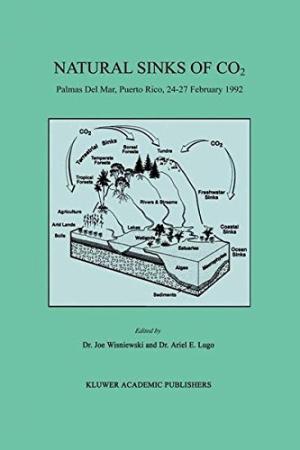 NATURAL SINKS OF CO2
Palmas Del Mar, Puerto Rico, 24-27 February 1992
CO2
CO2
Terrestrial Sinks
Boreal
Forests
Tundra
Temperate
Forests
Tropical
Forests
Freshwater
Sinks
Rivers & Streams
Agriculture
Arid Lands
Soils
Lakes
Wetlands
Estuaries
Coastal
Sinks
Ocean
Sinks
Algae
Macrophytes
Sediments
Edited by
Dr. Joe Wisniewski and Dr. Ariel E. Lugo
KLUWER ACADEMIC PUBLISHERS